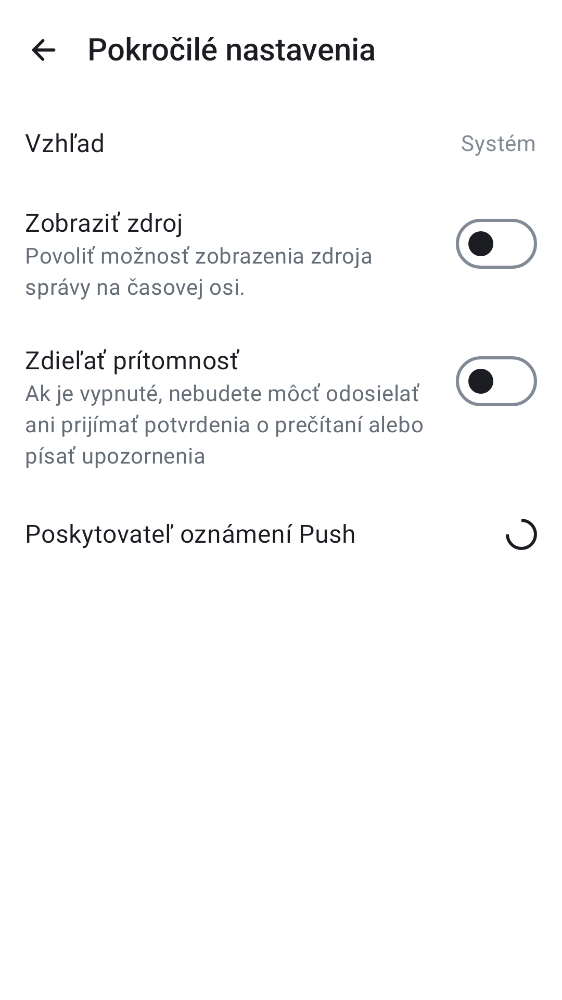 Pokročilé nastavenia
Vzhľad
Systém
Zobraziť zdroj
Povoliť možnosť zobrazenia zdroja
správy na časovej osi.
Zdieľať prítomnosť
Ak je vypnuté, nebudete môcť odosielať
ani prijímať potvrdenia o prečítaní alebo
písať upozornenia
Poskytovateľ oznámení Push